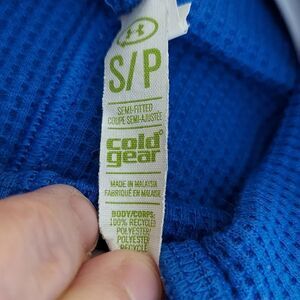 S/P
SEMI-FITTED
COUPE SEMI-AJUSTÉE
cold
gear
MADE IN MALAYSIA
FABRIQUÉ EN MALAISIE
BODY/CORPS:
100% RECYCLED
POLYESTER/
POLYESTER
RECYCLÉ